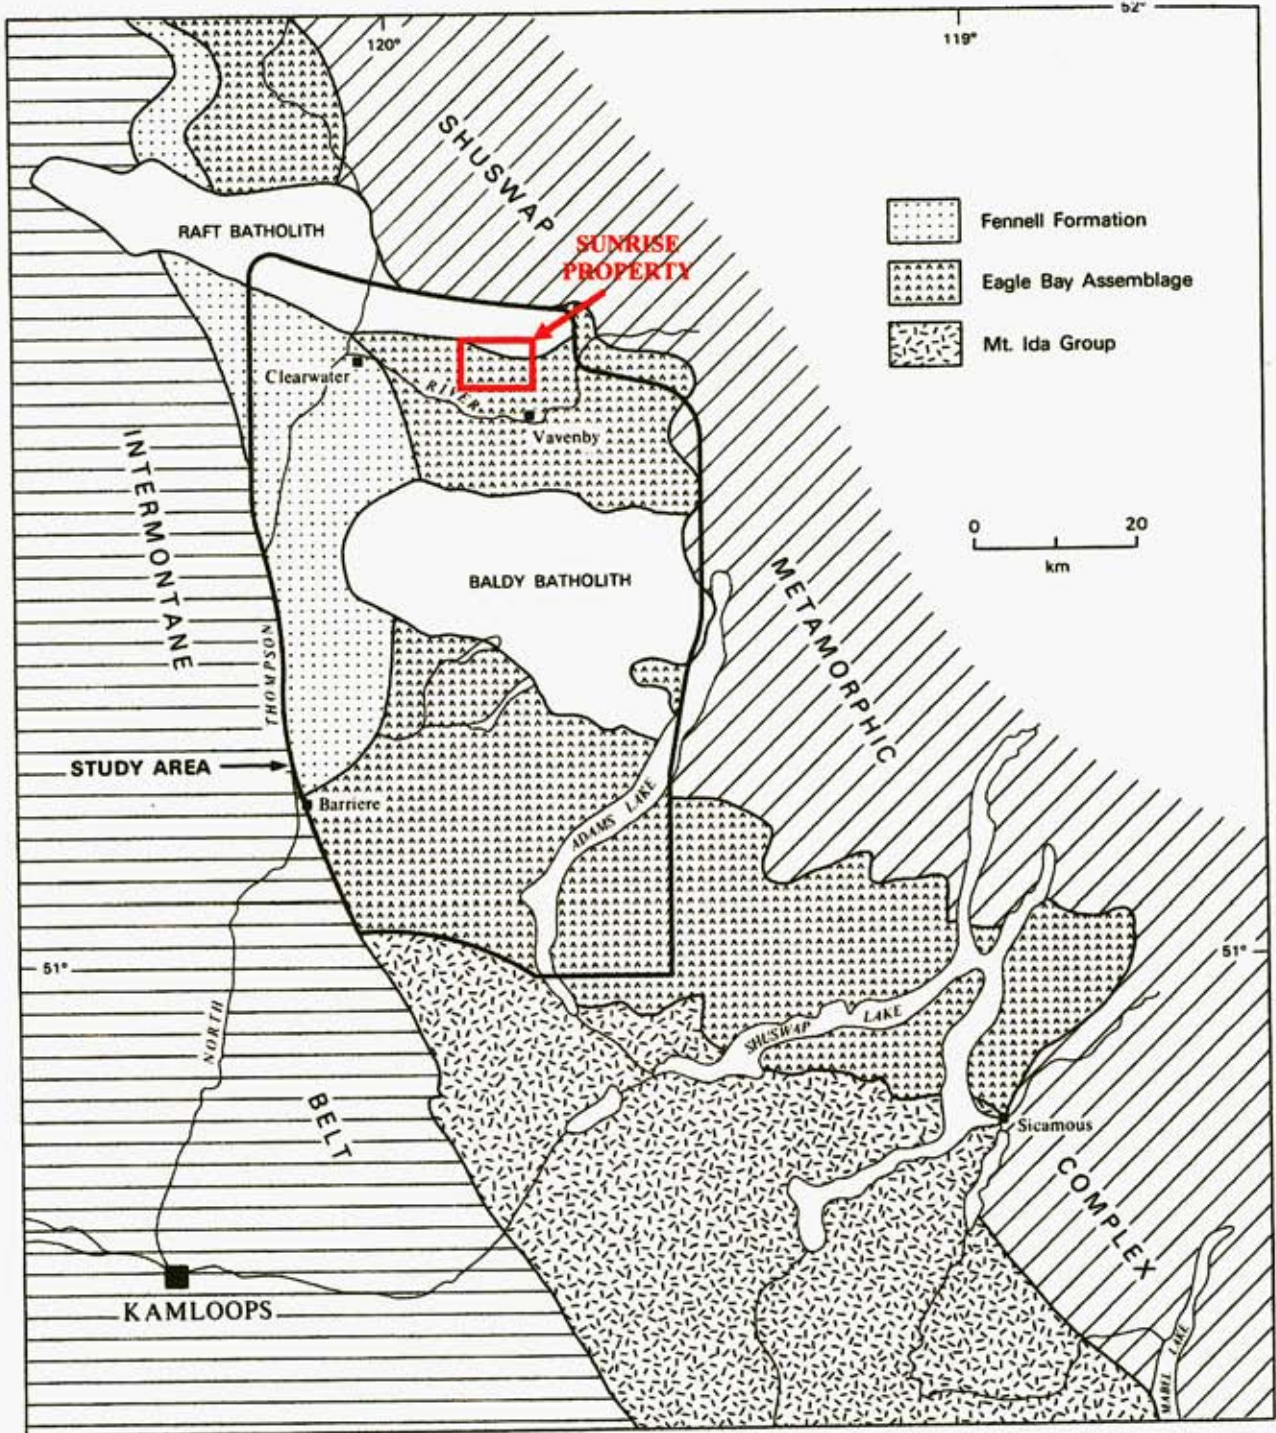 52°
120°
119°
SHUSWAP
METAMORPHIC
COMPLEX
Fennell Formation
Eagle Bay Assemblage
Mt. Ida Group
RAFT BATHOLITH
SUNRISE
PROPERTY
Clearwater
RIVER
Vavenby
INTERMONTANE
BELT
0 20
km
BALDY BATHOLITH
THOMPSON
STUDY AREA
Barriere
ADAMS LAKE
51°
51°
NORTH
SHUSWAP LAKE
Sicamous
KAMLOOPS
MABEL LAKE